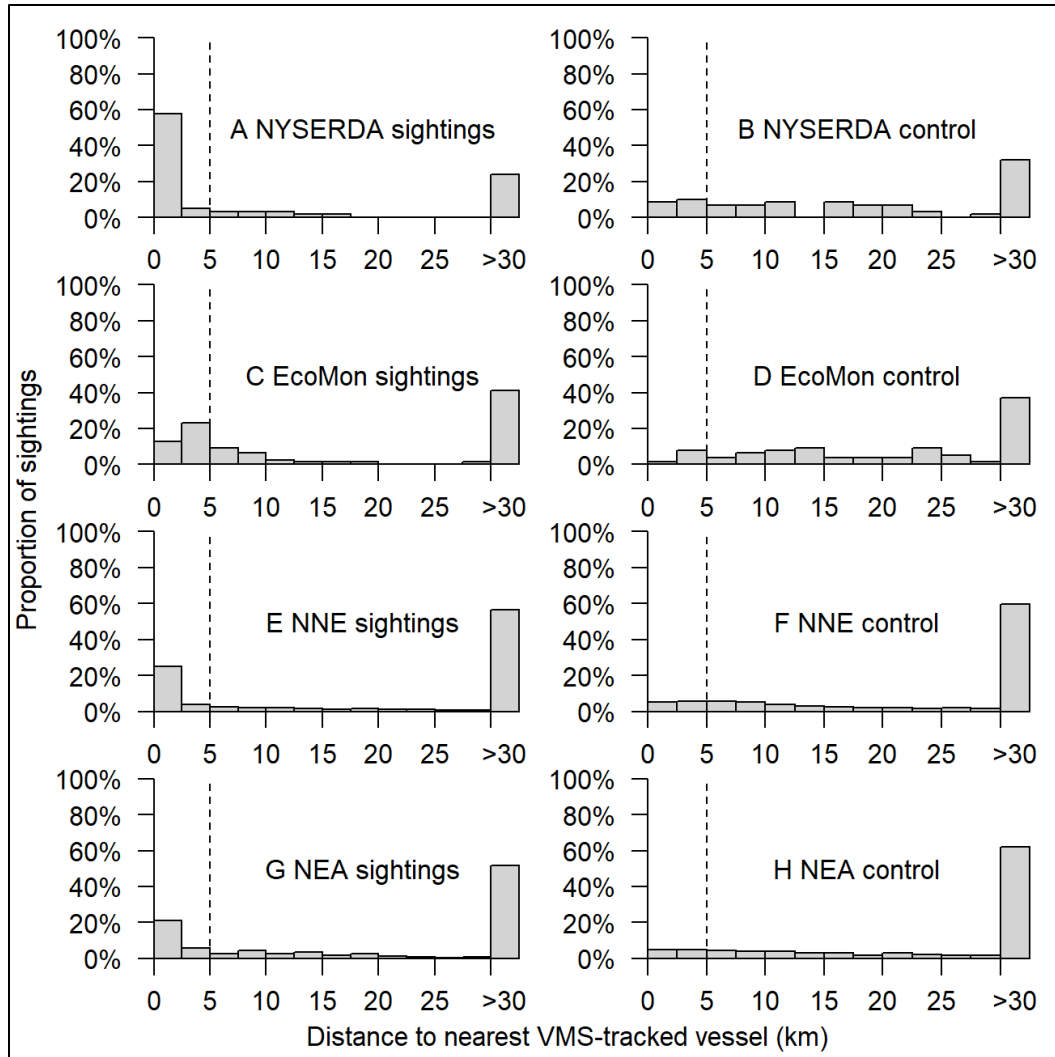 100%
80%
60%
40%
20%
0%
A NYSERDA sightings
0 5 10 15 20 25 >30
100%
80%
60%
40%
20%
0%
B NYSERDA control
0 5 10 15 20 25 >30
100%
80%
60%
40%
20%
0%
C EcoMon sightings
0 5 10 15 20 25 >30
100%
80%
60%
40%
20%
0%
D EcoMon control
0 5 10 15 20 25 >30
Proportion of sightings
100%
80%
60%
40%
20%
0%
E NNE sightings
0 5 10 15 20 25 >30
100%
80%
60%
40%
20%
0%
F NNE control
0 5 10 15 20 25 >30
100%
80%
60%
40%
20%
0%
G NEA sightings
0 5 10 15 20 25 >30
100%
80%
60%
40%
20%
0%
H NEA control
0 5 10 15 20 25 >30
Distance to nearest VMS-tracked vessel (km)